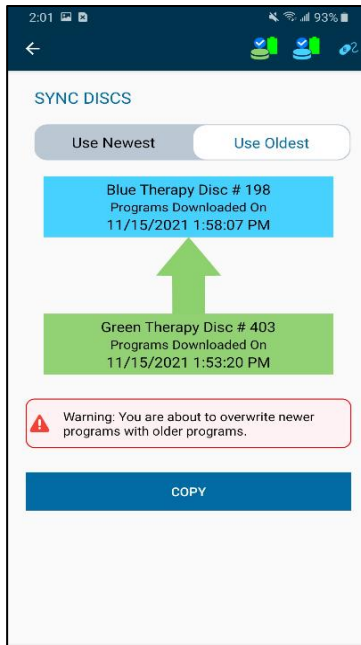 2:01 93%
2
SYNC DISCS
Use Newest Use Oldest
Blue Therapy Disc # 198
Programs Downloaded On
11/15/2021 1:58:07 PM
Green Therapy Disc # 403
Programs Downloaded On
11/15/2021 1:53:20 PM
Warning: You are about to overwrite newer
programs with older programs.
COPY